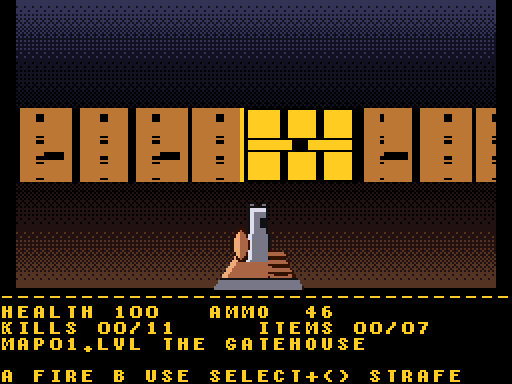 HEALTH 100 AMMO 46
KILLS 00/11 ITEMS 00/07
MAP01.LVL THE GATEHOUSE
A FIRE B USE SELECT+<> STRAFE